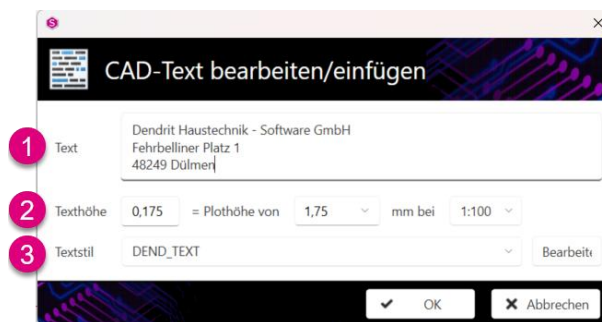 S
CAD-Text bearbeiten/einfügen
1
Text
Dendrit Haustechnik - Software GmbH
Fehrbelliner Platz 1
48249 Dülmen
2
Texthöhe
0,175
= Plothöhe von
1,75
mm bei
1:100
3
Textstil
DEND_TEXT
Bearbeite
OK
Abbrechen